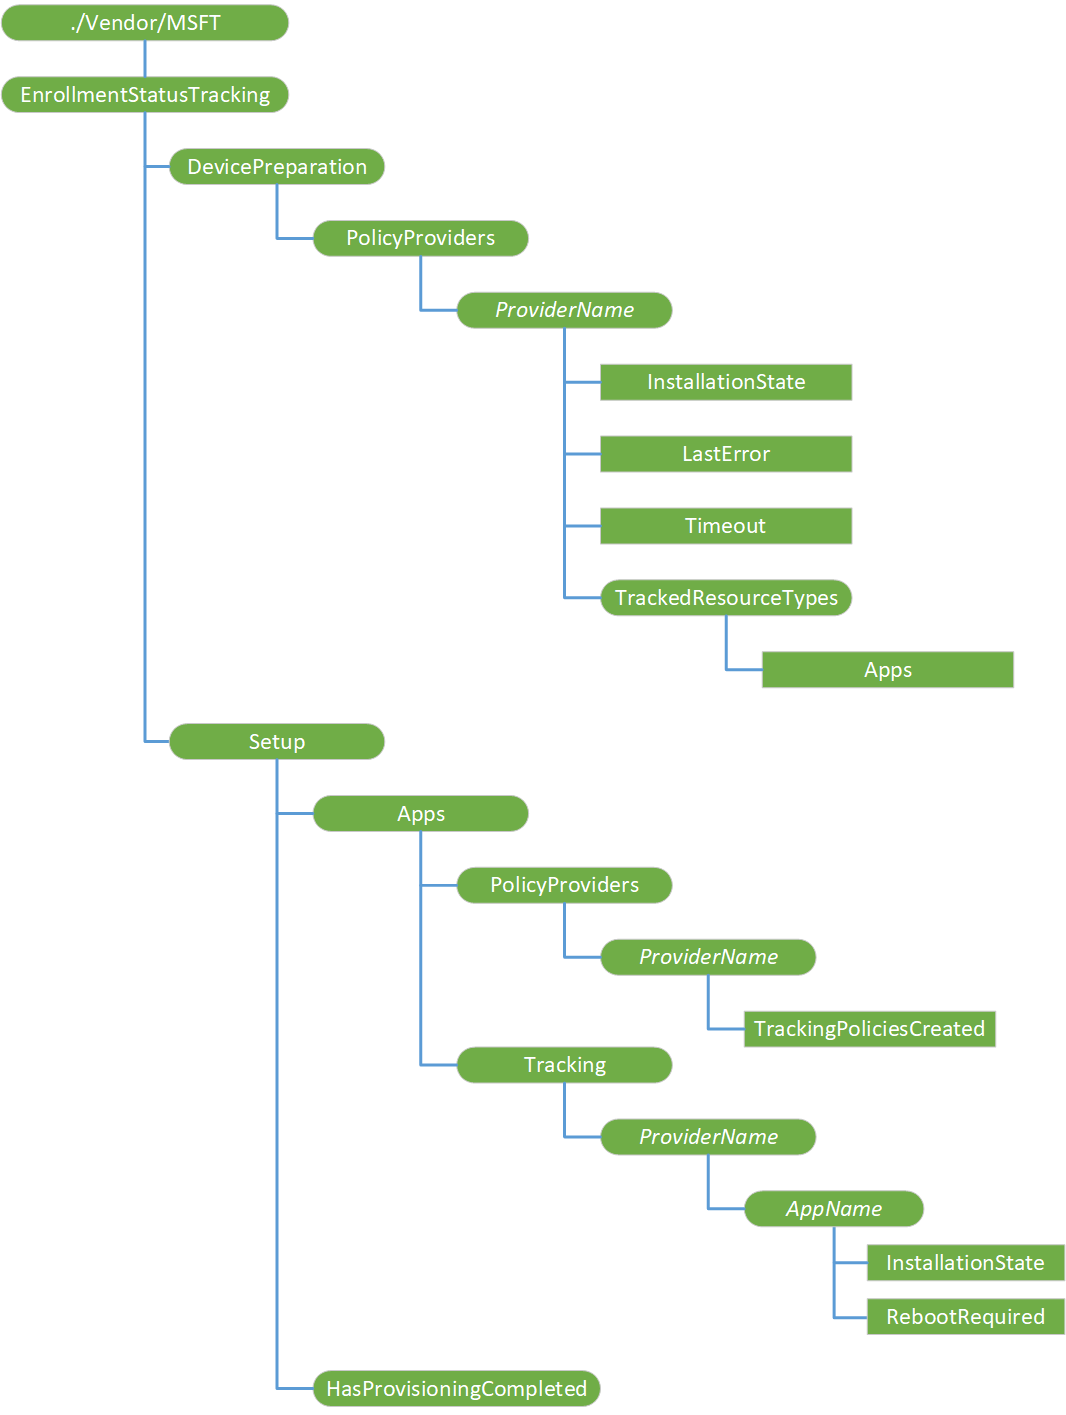 ./Vendor/MSFT
EnrollmentStatusTracking
DevicePreparation
PolicyProviders
ProviderName
InstallationState
LastError
Timeout
TrackedResourceTypes
Apps
Setup
Apps
PolicyProviders
ProviderName
TrackingPoliciesCreated
Tracking
ProviderName
AppName
InstallationState
RebootRequired
HasProvisioningCompleted